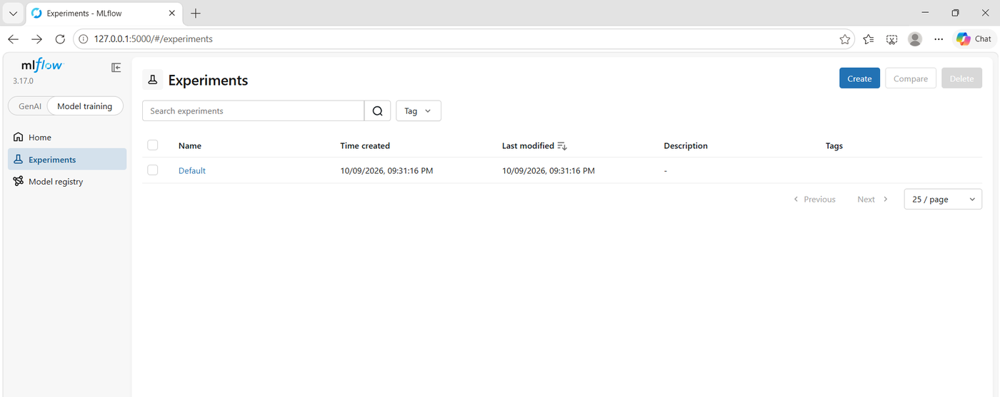 Experiments - MLflow
127.0.0.1:5000/#/experiments
Chat
mlflow
3.17.0
GenAI Model training
Home
Experiments
Model registry
Experiments
Create Compare Delete
Search experiments Tag
Name Time created Last modified Description Tags
Default 10/09/2026, 09:31:16 PM 10/09/2026, 09:31:16 PM -
Previous Next 25 / page